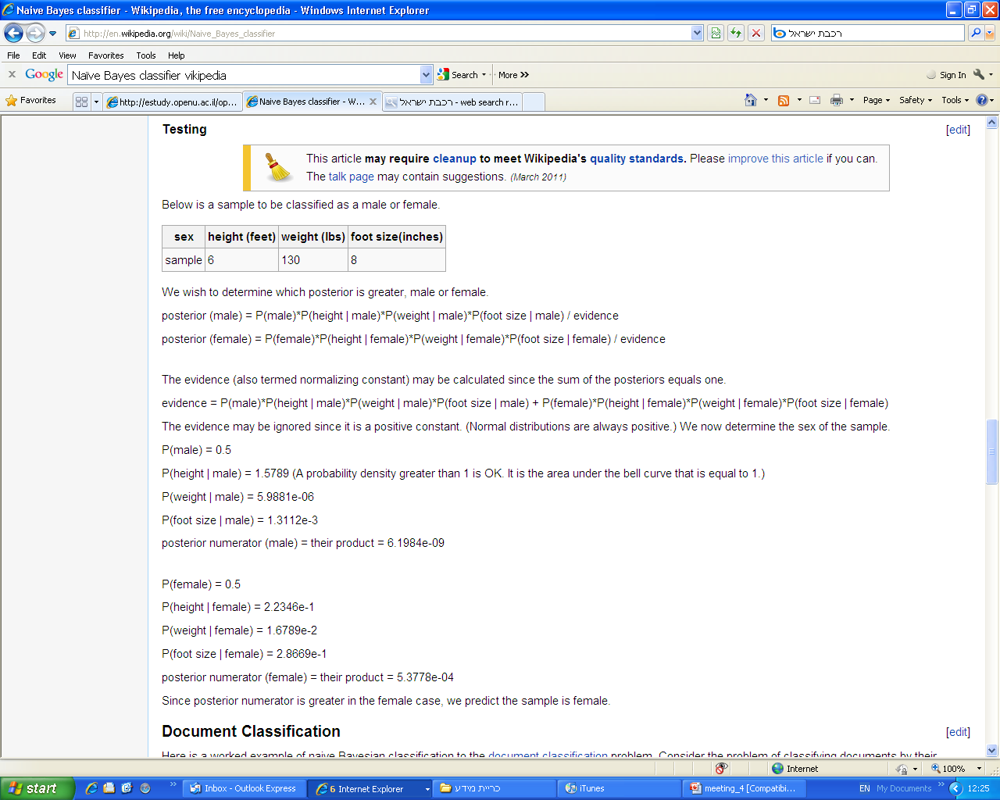 Naive Bayes classifier - Wikipedia, the free encyclopedia - Windows Internet Explorer
http://en.wikipedia.org/wiki/Naive_Bayes_classifier
רכבת ישראל
File Edit View Favorites Tools Help
x Google Naïve Bayes classifier vikipedia Search More >> Sign In
Favorites http://estudy.openu.ac.il/op... Naive Bayes classifier - W... רכבת ישראל - web search r... Page Safety Tools
Testing [edit]
This article may require cleanup to meet Wikipedia's quality standards. Please improve this article if you can.
The talk page may contain suggestions. (March 2011)
Below is a sample to be classified as a male or female.
sex height (feet) weight (lbs) foot size(inches)
sample 6 130 8
We wish to determine which posterior is greater, male or female.
posterior (male) = P(male)*P(height | male)*P(weight | male)*P(foot size | male) / evidence
posterior (female) = P(female)*P(height | female)*P(weight | female)*P(foot size | female) / evidence
The evidence (also termed normalizing constant) may be calculated since the sum of the posteriors equals one.
evidence = P(male)*P(height | male)*P(weight | male)*P(foot size | male) + P(female)*P(height | female)*P(weight | female)*P(foot size | female)
The evidence may be ignored since it is a positive constant. (Normal distributions are always positive.) We now determine the sex of the sample.
P(male) = 0.5
P(height | male) = 1.5789 (A probability density greater than 1 is OK. It is the area under the bell curve that is equal to 1.)
P(weight | male) = 5.9881e-06
P(foot size | male) = 1.3112e-3
posterior numerator (male) = their product = 6.1984e-09
P(female) = 0.5
P(height | female) = 2.2346e-1
P(weight | female) = 1.6789e-2
P(foot size | female) = 2.8669e-1
posterior numerator (female) = their product = 5.3778e-04
Since posterior numerator is greater in the female case, we predict the sample is female.
Document Classification [edit]
Here is a worked example of naive Bayesian classification to the document classification problem. Consider the problem of classifying documents by their
Internet 100%
start Inbox - Outlook Express 6 Internet Explorer כריית מידע iTunes meeting_4 [Compatibi... EN My Documents 12:25